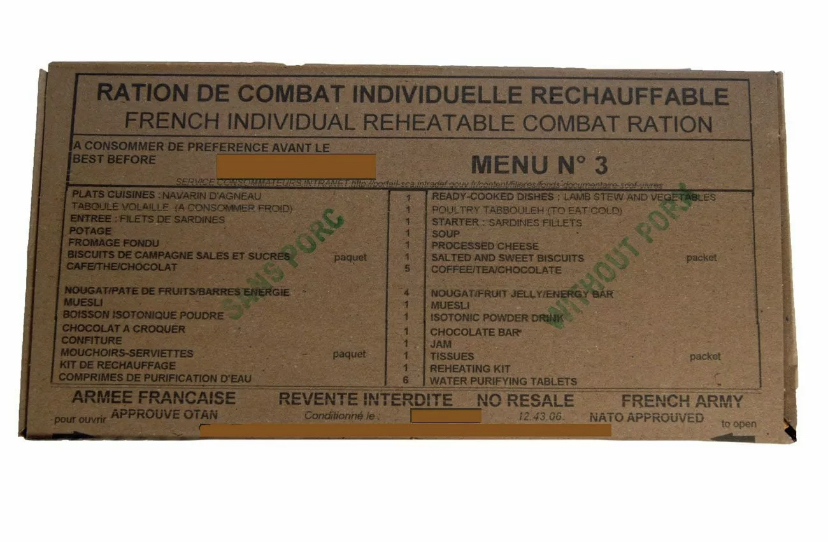 RATION DE COMBAT INDIVIDUELLE RECHAUFFABLE
FRENCH INDIVIDUAL REHEATABLE COMBAT RATION
A CONSOMMER DE PREFERENCE AVANT LE
BEST BEFORE
MENU N° 3
SERVICE CONSOMMATEURS INTRANET
PLATS CUISINES : NAVARIN D'AGNEAU 1 READY-COOKED DISHES : LAMB STEW AND VEGETABLES
TABOULE VOLAILLE (A CONSOMMER FROID) 1 POULTRY TABBOULEH (TO EAT COLD)
ENTREE : FILETS DE SARDINES 1 STARTER : SARDINES FILLETS
POTAGE 1 SOUP
FROMAGE FONDU 1 PROCESSED CHEESE
BISCUITS DE CAMPAGNE SALES ET SUCRES paquet 1 SALTED AND SWEET BISCUITS packet
CAFE/THE/CHOCOLAT 5 COFFEE/TEA/CHOCOLATE
NOUGAT/PATE DE FRUITS/BARRES ENERGIE 4 NOUGAT/FRUIT JELLY/ENERGY BAR
MUESLI 1 MUESLI
BOISSON ISOTONIQUE POUDRE 1 ISOTONIC POWDER DRINK
CHOCOLAT A CROQUER 1 CHOCOLATE BAR
CONFITURE 1 JAM
MOUCHOIRS-SERVIETTES paquet 1 TISSUES packet
KIT DE RECHAUFFAGE 1 REHEATING KIT
COMPRIMES DE PURIFICATION D'EAU 6 WATER PURIFYING TABLETS
SANS PORC
WITHOUT PORK
ARMEE FRANCAISE REVENTE INTERDITE NO RESALE FRENCH ARMY
pour ouvrir APPROUVE OTAN Conditionné le : 12.43.06 NATO APPROUVED to open